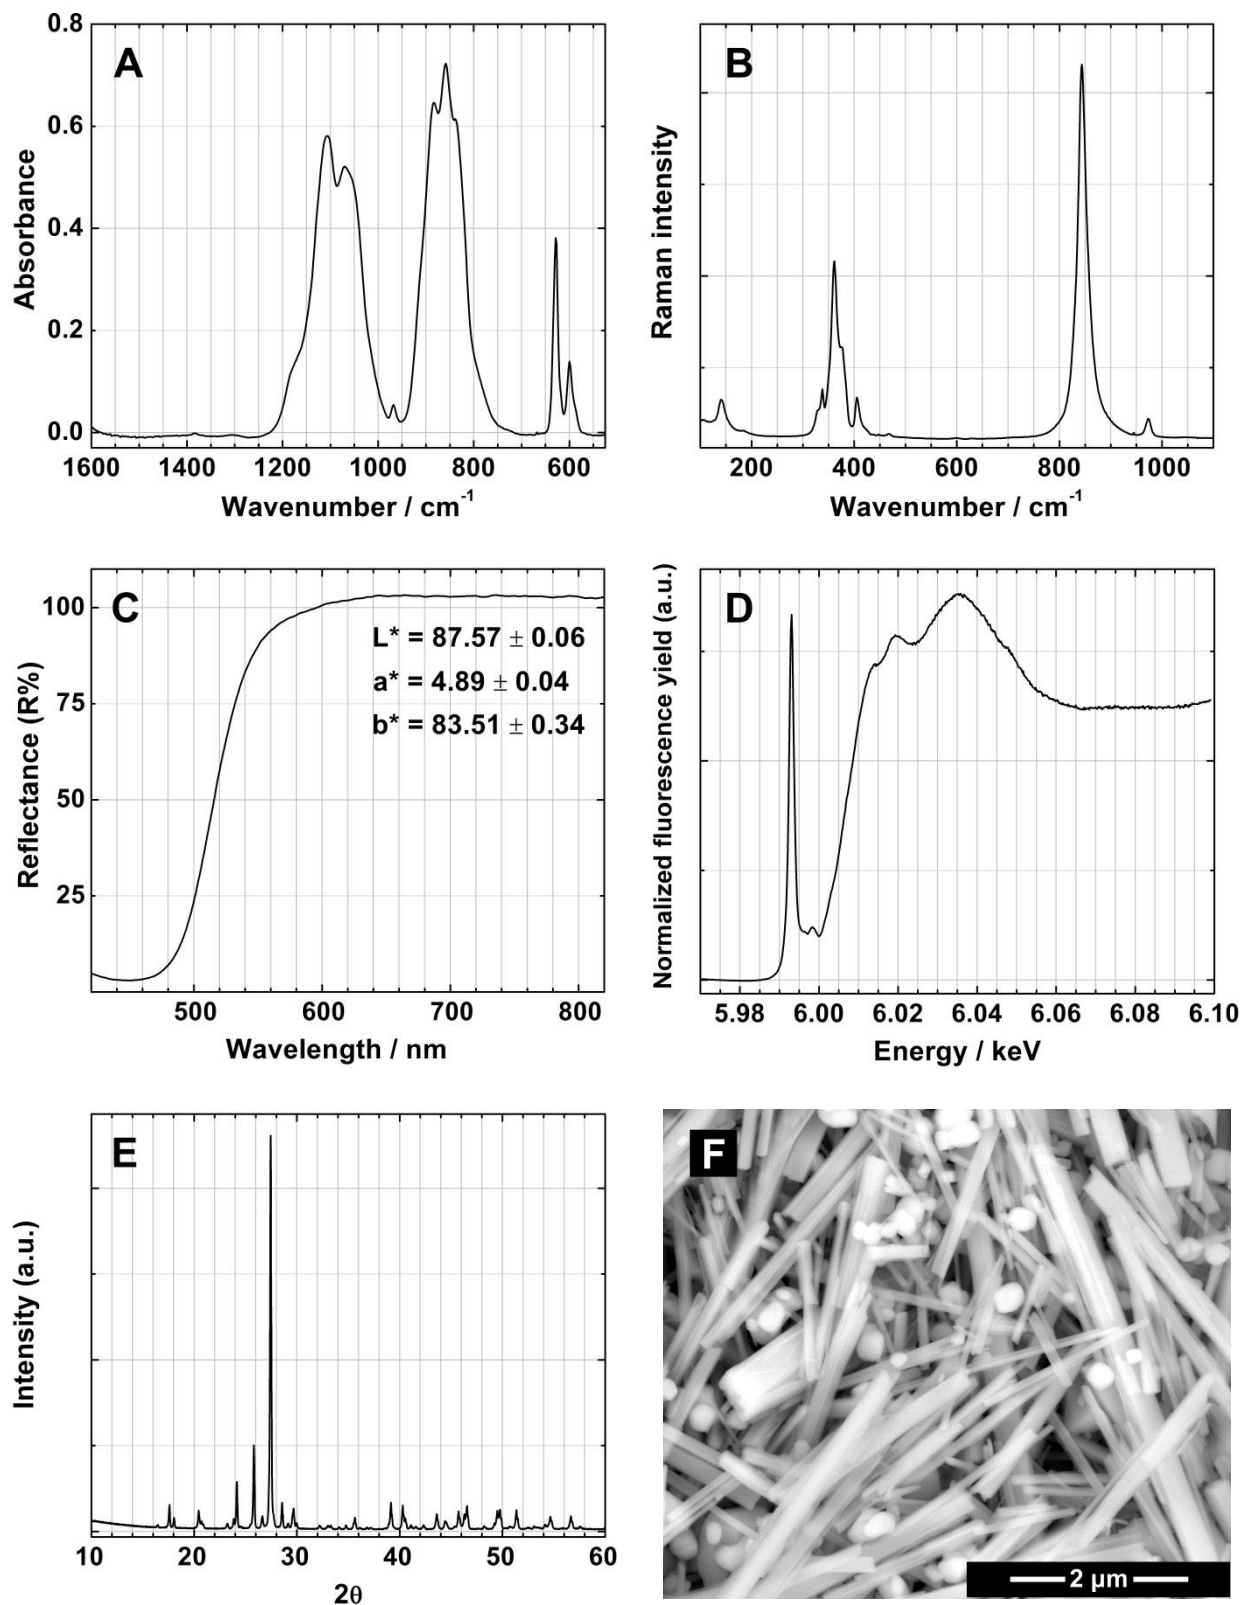 A
0.8
0.6
0.4
0.2
0.0
Absorbance
1600 1400 1200 1000 800 600
Wavenumber / cm⁻¹
B
Raman intensity
200 400 600 800 1000
Wavenumber / cm⁻¹
C
100
75
50
25
Reflectance (R%)
L* = 87.57 ± 0.06
a* = 4.89 ± 0.04
b* = 83.51 ± 0.34
500 600 700 800
Wavelength / nm
D
Normalized fluorescence yield (a.u.)
5.98 6.00 6.02 6.04 6.06 6.08 6.10
Energy / keV
E
Intensity (a.u.)
10 20 30 40 50 60
2θ
F
2 μm